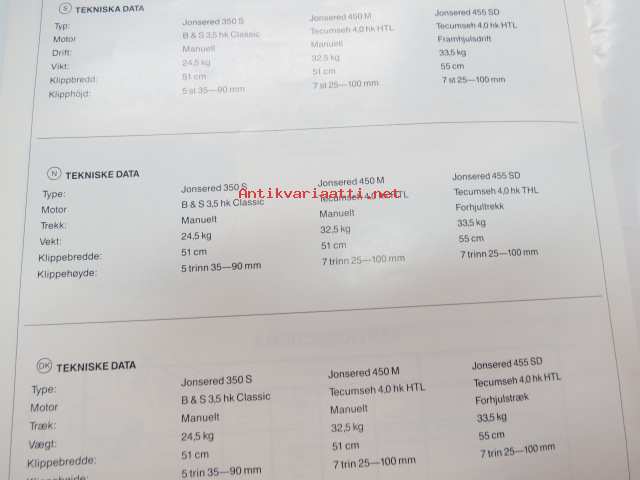 S TEKNISKA DATA
Typ: Jonsered 350 S Jonsered 450 M Jonsered 455 SD
Motor B & S 3,5 hk Classic Tecumseh 4,0 hk HTL Tecumseh 4,0 hk HTL
Drift: Manuell Manuell Framhjulsdrift
Vikt: 24,5 kg 32,5 kg 33,5 kg
Klippbredd: 51 cm 51 cm 55 cm
Klipphöjd: 5 st 35—90 mm 7 st 25—100 mm 7 st 25—100 mm
N TEKNISKE DATA
Antikvariaatti.net
Type: Jonsered 350 S Jonsered 450 M Jonsered 455 SD
Motor B & S 3,5 hk Classic Tecumseh 4,0 hk HTL Tecumseh 4,0 hk THL
Trekk: Manuelt Manuelt Forhjultrekk
Vekt: 24,5 kg 32,5 kg 33,5 kg
Klippebredde: 51 cm 51 cm 55 cm
Klippehøyde: 5 trinn 35—90 mm 7 trinn 25—100 mm 7 trinn 25—100 mm
DK TEKNISKE DATA
Type: Jonsered 350 S Jonsered 450 M Jonsered 455 SD
Motor B & S 3,5 hk Classic Tecumseh 4,0 hk HTL Tecumseh 4,0 hk HTL
Træk: Manuelt Manuelt Forhjulstræk
Vægt: 24,5 kg 32,5 kg 33,5 kg
Klippebredde: 51 cm 51 cm 55 cm
5 trin 35—90 mm 7 trin 25—100 mm 7 trin 25—100 mm